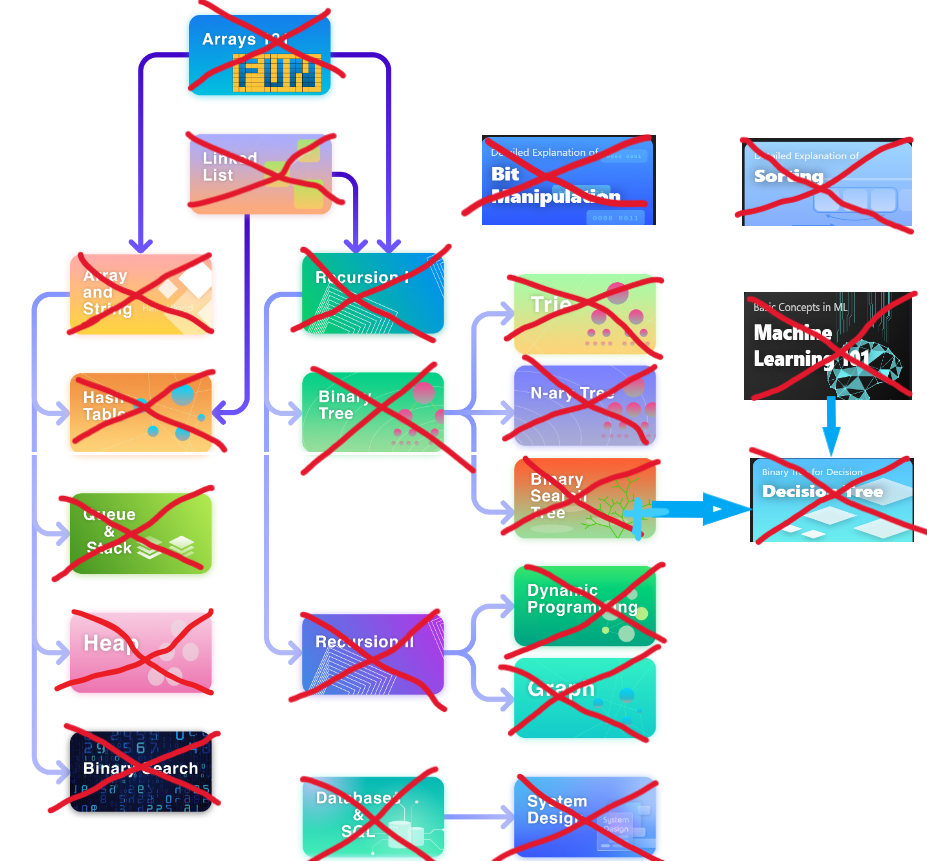 Arrays 101
FUN
Linked
List
Detailed Explanation of
Bit
Manipulation
0000 0011
Detailed Explanation of
Sorting
Array
and
String
Recursion I
Trie
Basic Concepts in ML
Machine
Learning 101
Hash
Table
Binary
Tree
N-ary Tree
Binary
Search
Tree
Binary Tree for Decision
Decision Tree
Queue
&
Stack
Dynamic
Programming
Heap
Recursion II
Graph
Binary Search
Database
&
SQL
System
Design
System
Design